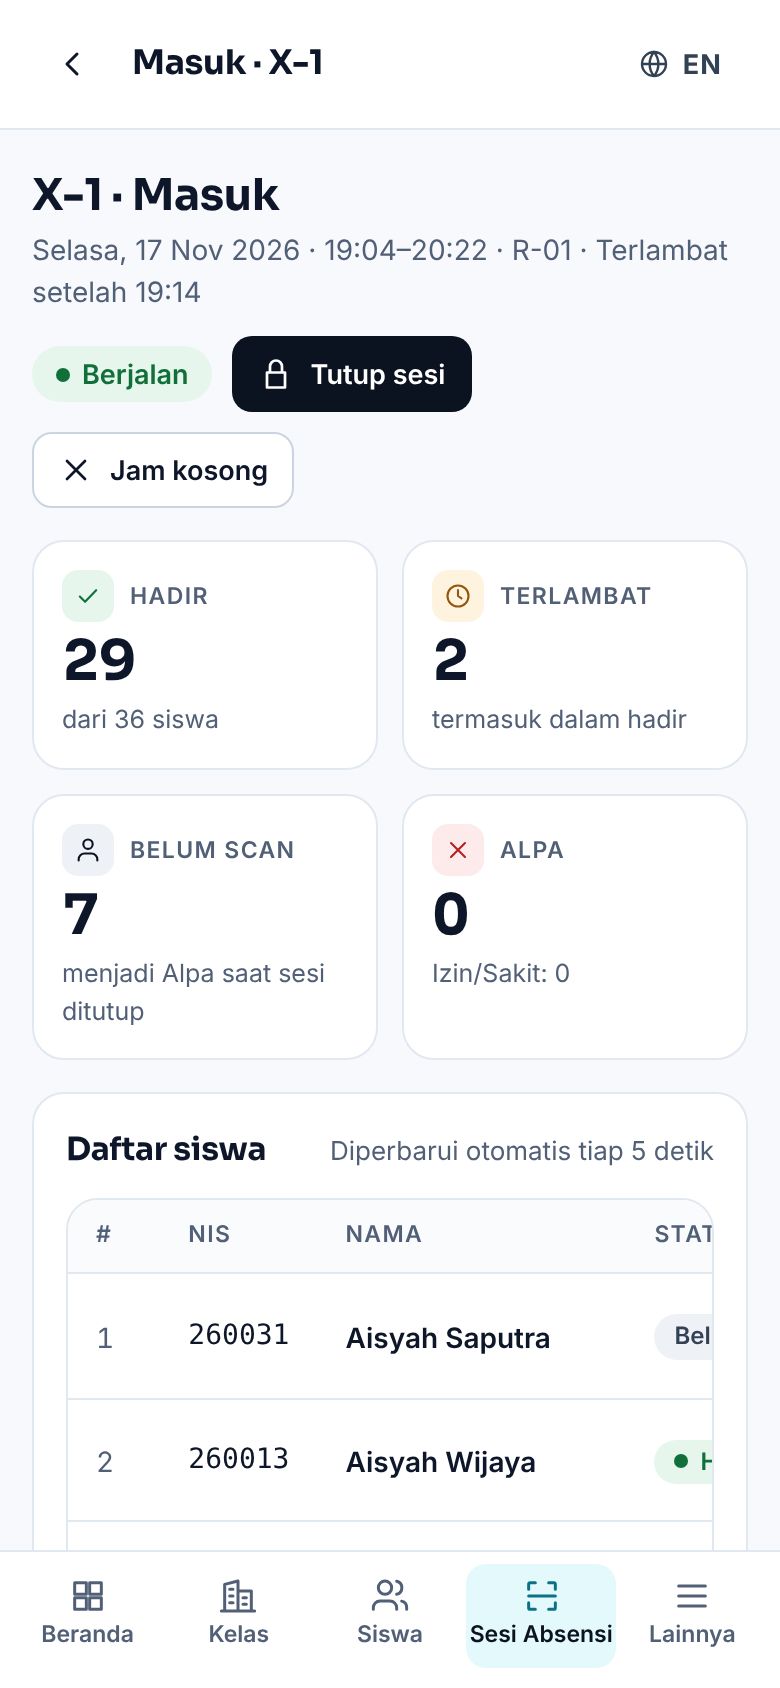 Masuk · X-1
EN
X-1 · Masuk
Selasa, 17 Nov 2026 · 19:04–20:22 · R-01 · Terlambat
setelah 19:14
Berjalan
Tutup sesi
Jam kosong
HADIR
29
dari 36 siswa
TERLAMBAT
2
termasuk dalam hadir
BELUM SCAN
7
menjadi Alpa saat sesi
ditutup
ALPA
0
Izin/Sakit: 0
Daftar siswa
Diperbarui otomatis tiap 5 detik
# NIS NAMA STAT
1 260031 Aisyah Saputra Bel
2 260013 Aisyah Wijaya H
Beranda
Kelas
Siswa
Sesi Absensi
Lainnya